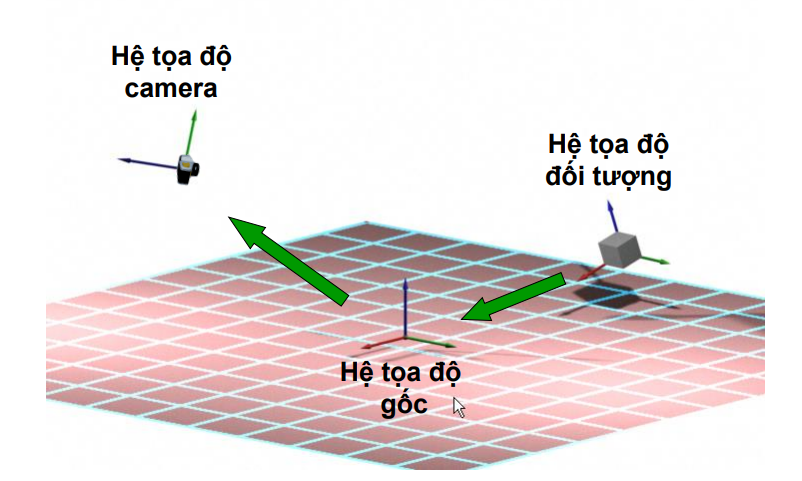 Hệ tọa độ
camera
Hệ tọa độ
đối tượng
Hệ tọa độ
gốc